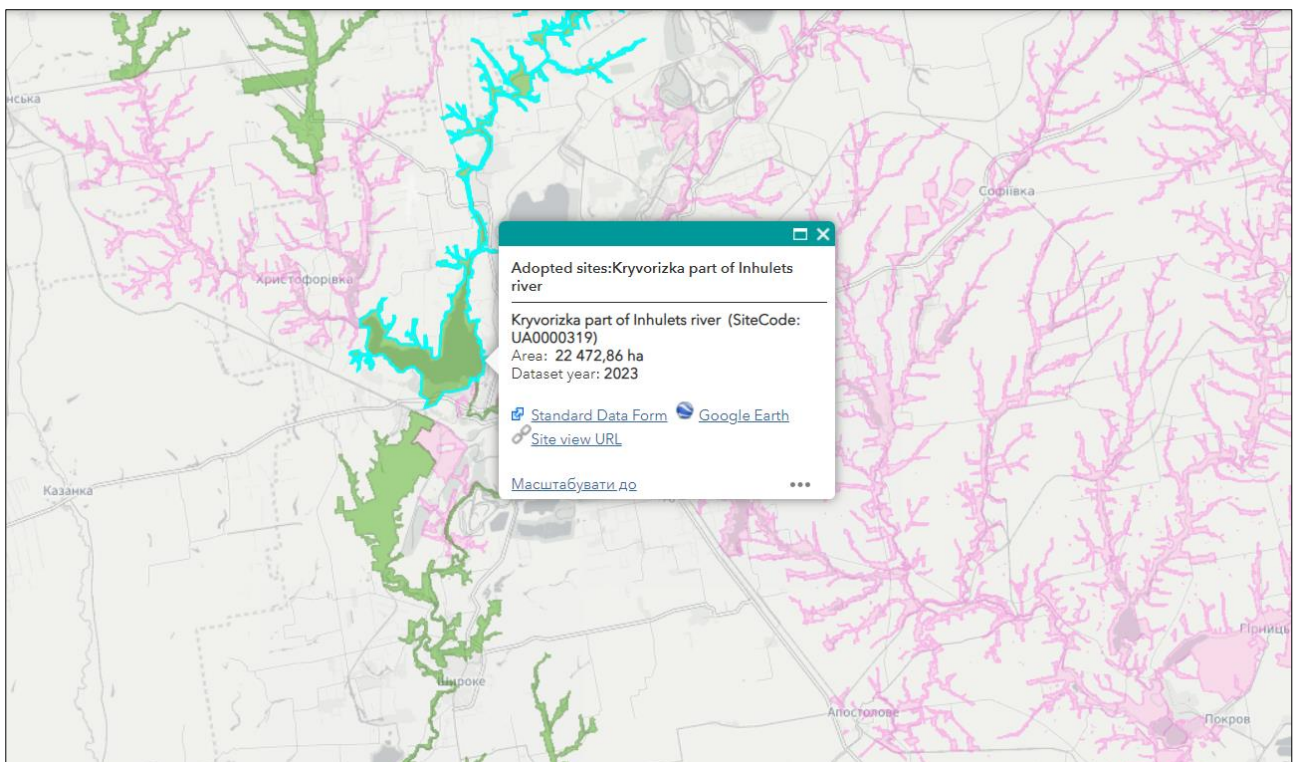 нська
Софіївка
Христофорівка
Adopted sites:Kryvorizka part of Inhulets
river
Kryvorizka part of Inhulets river (SiteCode:
UA0000319)
Area: 22 472,86 ha
Dataset year: 2023
Standard Data Form Google Earth
Site view URL
Масштабувати до
Казанка
Гірниць
Широке
Апостолове
Покров